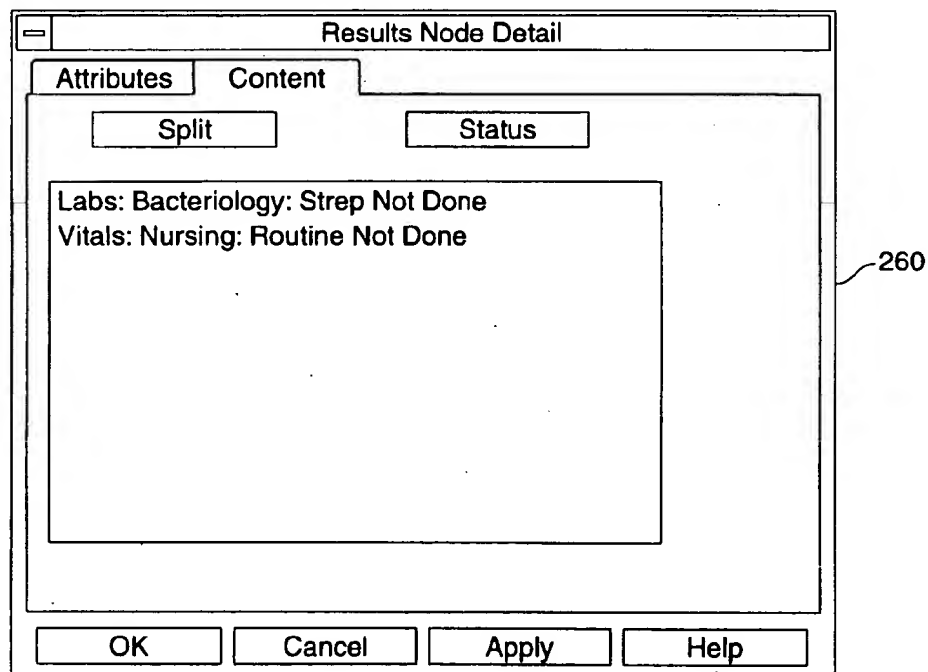 Results Node Detail
Attributes Content
Split Status
Labs: Bacteriology: Strep Not Done
Vitals: Nursing: Routine Not Done
260
OK Cancel Apply Help